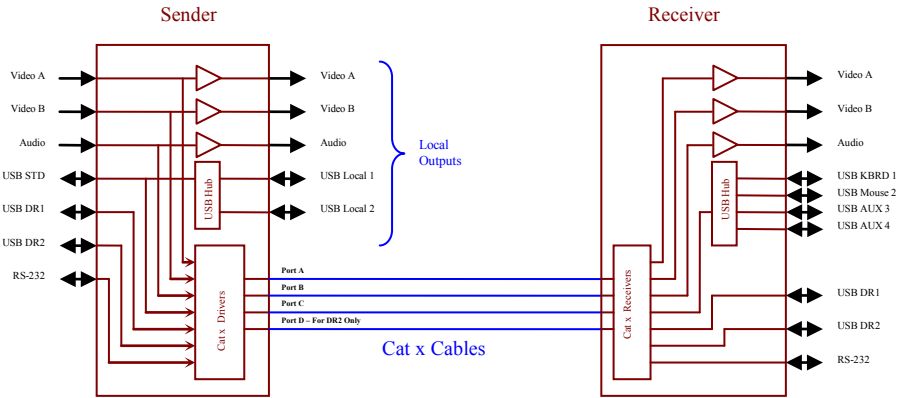 Sender
Receiver
Video A
Video A
Video A
Video B
Video B
Video B
Audio
Audio
Audio
Local
Outputs
USB STD
USB Hub
USB Local 1
USB Hub
USB KBRD 1
USB Mouse 2
USB DR1
USB Local 2
USB AUX 3
USB AUX 4
USB DR2
RS-232
Cat x Drivers
Port A
Port B
Port C
Port D – For DR2 Only
Cat x Cables
Cat x Receivers
USB DR1
USB DR2
RS-232